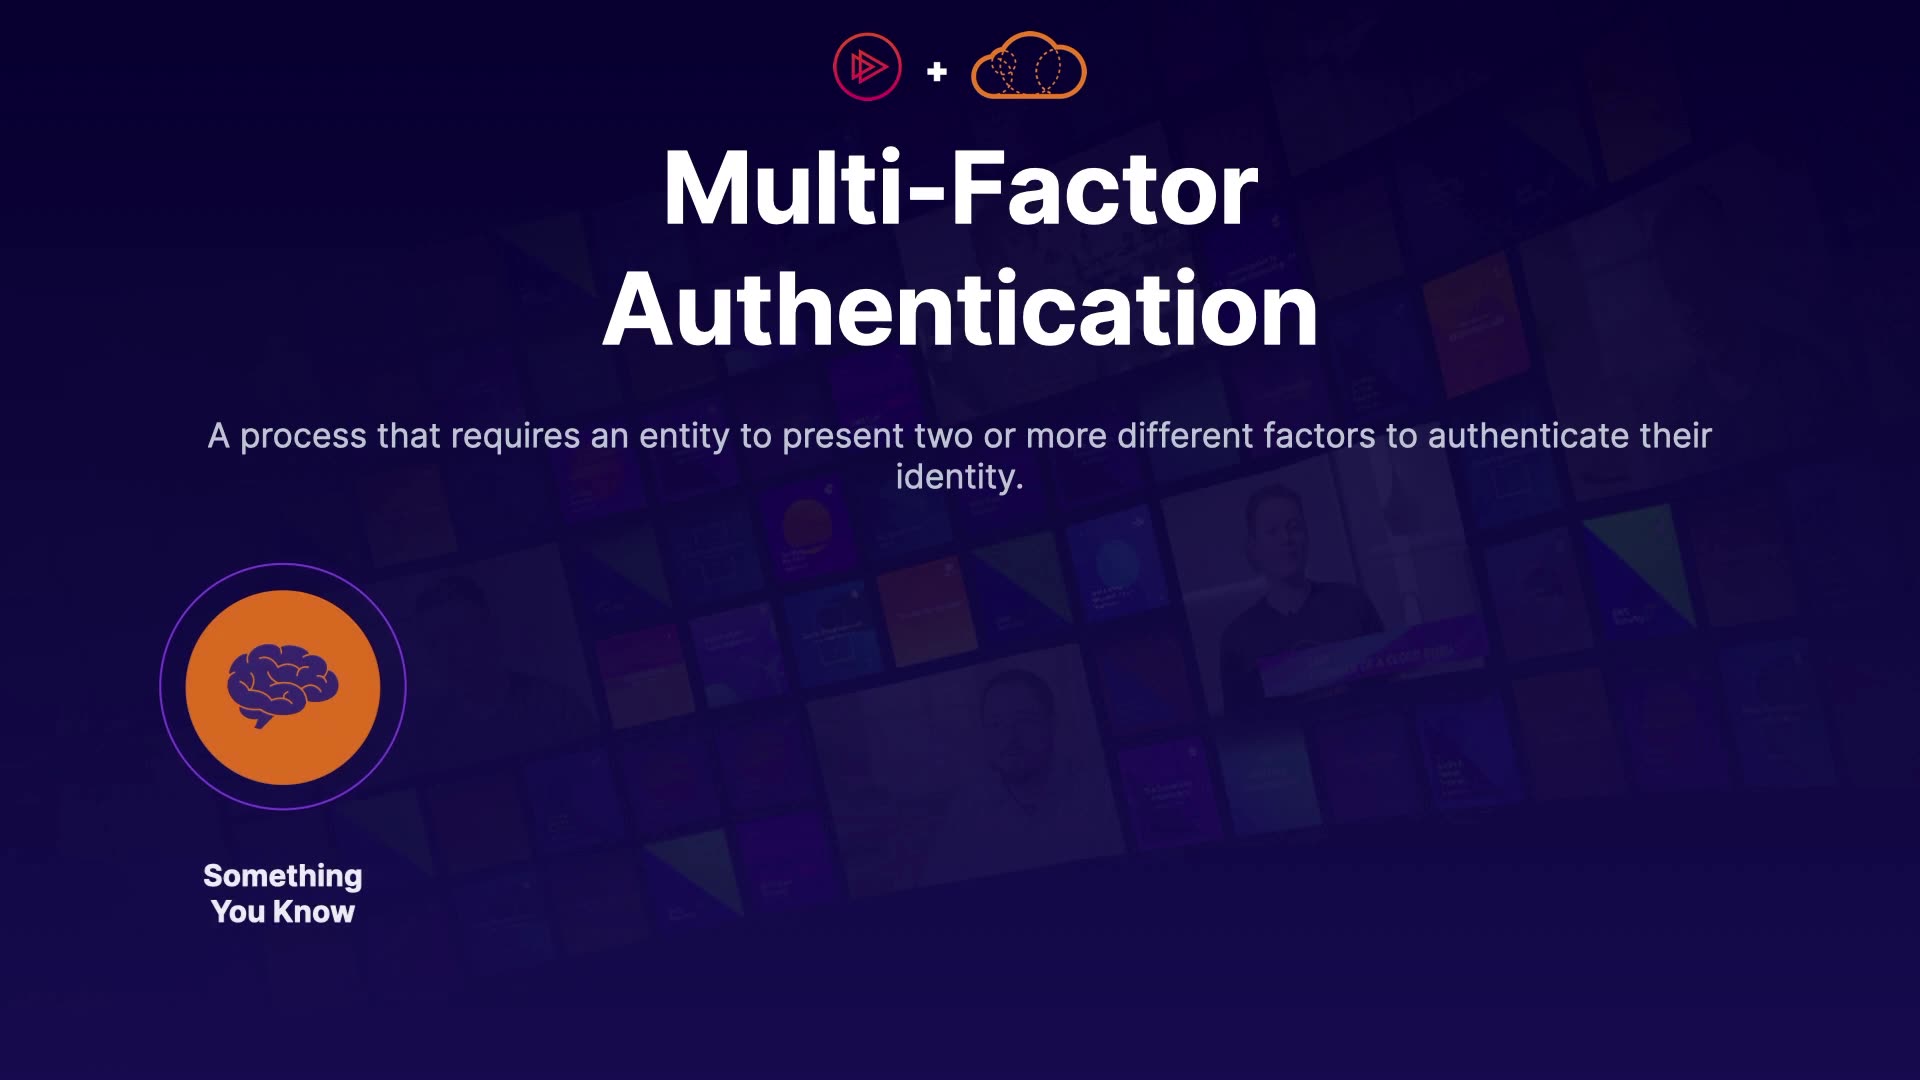 +
Multi-Factor
Authentication
A process that requires an entity to present two or more different factors to authenticate their
identity.
Something
You Know